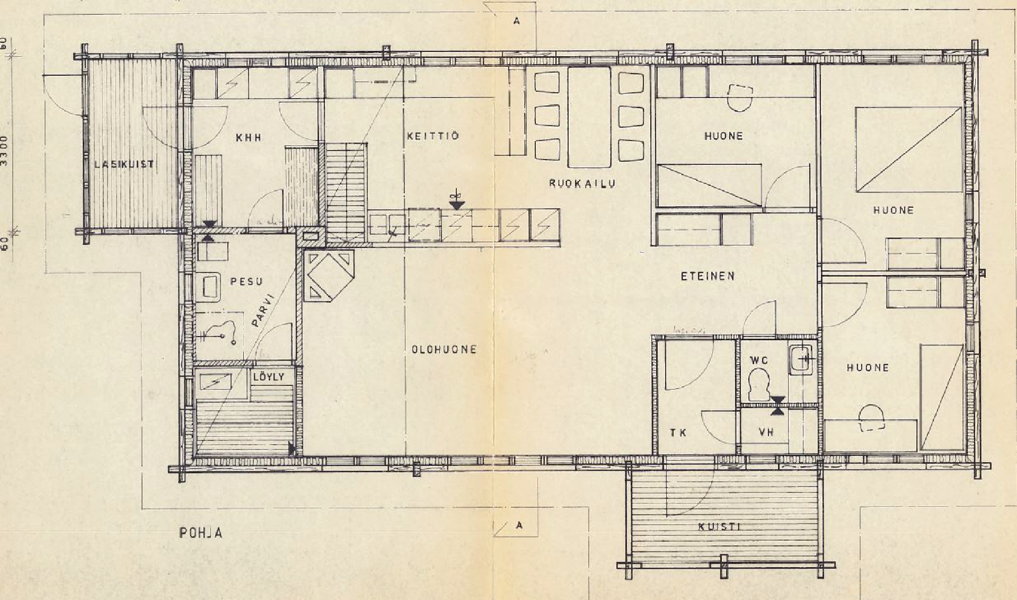 A
60
3300
60
LASIKUISTI
KHH
KEITTIÖ
RUOKAILU
HUONE
HUONE
PESU
PARVI
ETEINEN
OLOHUONE
LÖYLY
WC
HUONE
TK
VH
KUISTI
A
POHJA